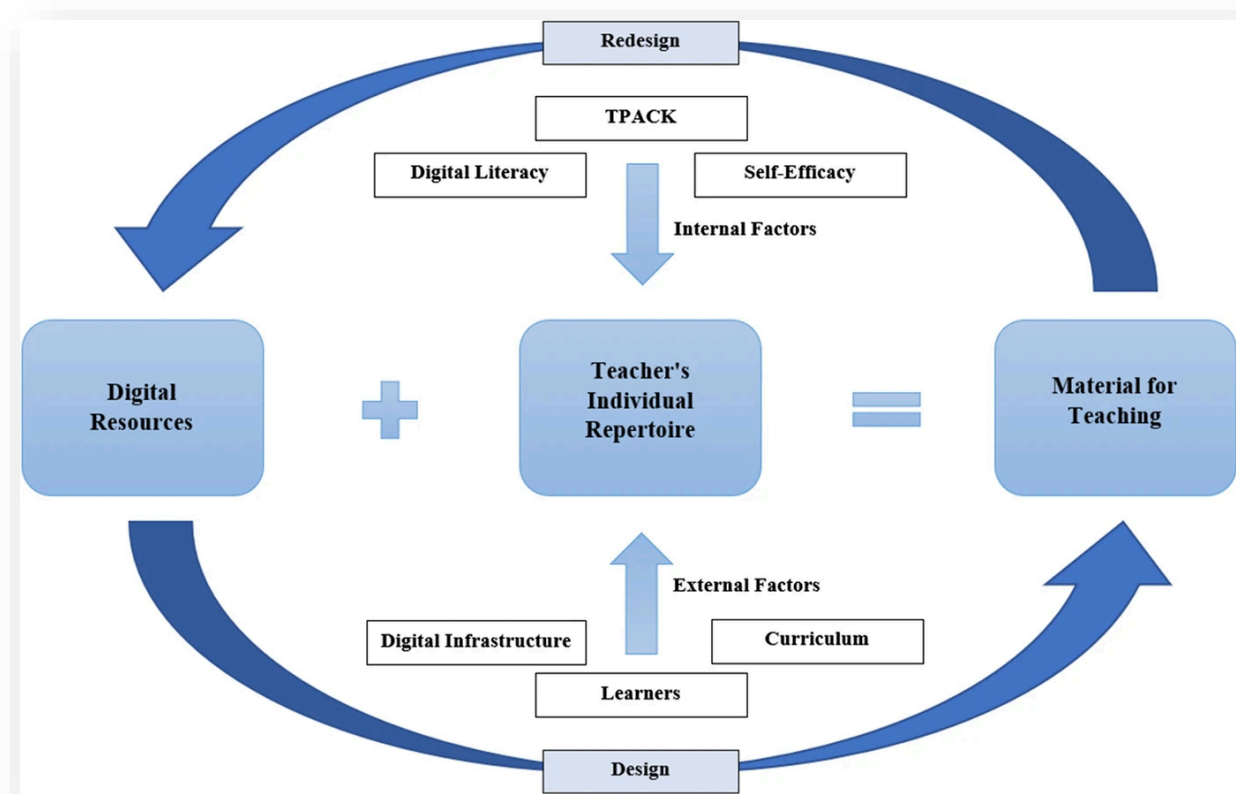 Redesign
TPACK
Digital Literacy
Self-Efficacy
Internal Factors
Digital
Resources
Teacher's
Individual
Repertoire
Material for
Teaching
External Factors
Digital Infrastructure
Curriculum
Learners
Design